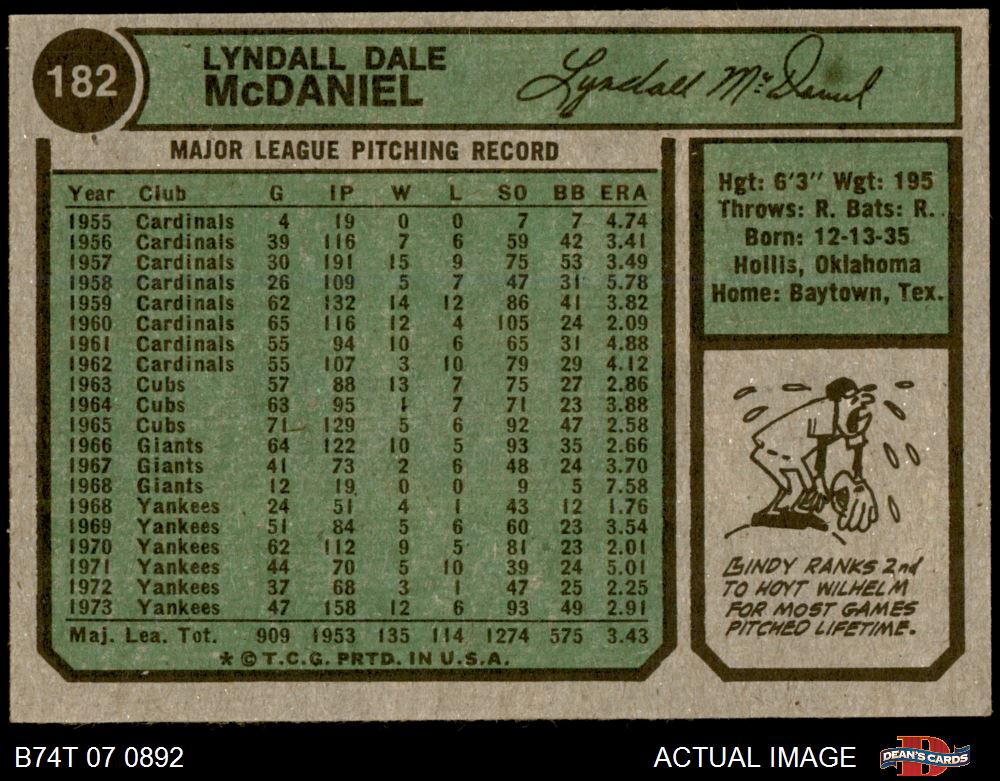 182
LYNDALL DALE
McDANIEL
Lyndall McDaniel
MAJOR LEAGUE PITCHING RECORD
Year Club G IP W L SO BB ERA
1955 Cardinals 4 19 0 0 7 7 4.74
1956 Cardinals 39 116 7 6 59 42 3.41
1957 Cardinals 30 191 15 9 75 53 3.49
1958 Cardinals 26 109 5 7 47 31 5.78
1959 Cardinals 62 132 14 12 86 41 3.82
1960 Cardinals 65 116 12 4 105 24 2.09
1961 Cardinals 55 94 10 6 65 31 4.88
1962 Cardinals 55 107 3 10 79 29 4.12
1963 Cubs 57 88 13 7 75 27 2.86
1964 Cubs 63 95 1 7 71 23 3.88
1965 Cubs 71 129 5 6 92 47 2.58
1966 Giants 64 122 10 5 93 35 2.66
1967 Giants 41 73 2 6 48 24 3.70
1968 Giants 12 19 0 0 9 5 7.58
1968 Yankees 24 51 4 1 43 12 1.76
1969 Yankees 51 84 5 6 60 23 3.54
1970 Yankees 62 112 9 5 81 23 2.01
1971 Yankees 44 70 5 10 39 24 5.01
1972 Yankees 37 68 3 1 47 25 2.25
1973 Yankees 47 158 12 6 93 49 2.91
Maj. Lea. Tot. 909 1953 135 114 1274 575 3.43
* © T.C.G. PRTD. IN U.S.A.
Hgt: 6'3" Wgt: 195
Throws: R. Bats: R.
Born: 12-13-35
Hollis, Oklahoma
Home: Baytown, Tex.
LINDY RANKS 2nd
TO HOYT WILHELM
FOR MOST GAMES
PITCHED LIFETIME.
B74T 07 0892
ACTUAL IMAGE
DEAN'S CARDS